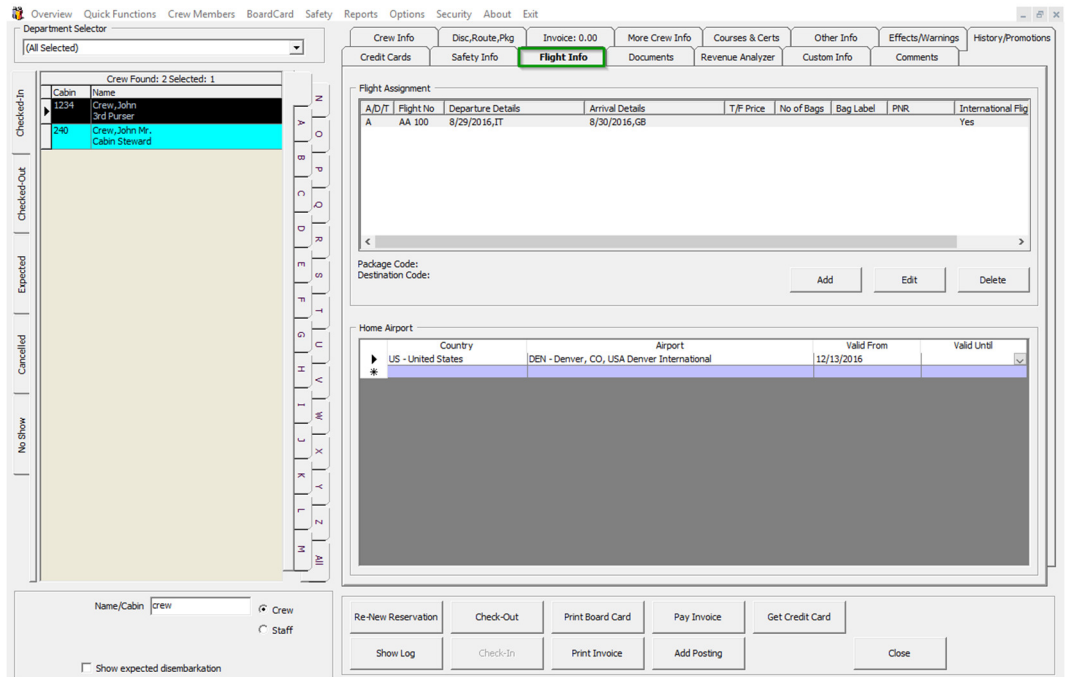 Overview Quick Functions Crew Members BoardCard Safety Reports Options Security About Exit
Department Selector
(All Selected)
Crew Found: 2 Selected: 1
Cabin Name
1234 Crew,John
3rd Purser
240 Crew,John Mr.
Cabin Steward
Checked-In
Checked-Out
Expected
Cancelled
No Show
A
B
C
D
E
F
G
H
I
J
K
L
M
N
O
P
Q
R
S
T
U
V
W
X
Y
Z
All
Name/Cabin crew
Crew
Staff
Show expected disembarkation
Crew Info Disc,Route,Pkg Invoice: 0.00 More Crew Info Courses & Certs Other Info Effects/Warnings History/Promotions
Credit Cards Safety Info Flight Info Documents Revenue Analyzer Custom Info Comments
Flight Assignment
A/D/T Flight No Departure Details Arrival Details T/F Price No of Bags Bag Label PNR International Flig
A AA 100 8/29/2016,IT 8/30/2016,GB Yes
Package Code:
Destination Code:
Add Edit Delete
Home Airport
Country Airport Valid From Valid Until
US - United States DEN - Denver, CO, USA Denver International 12/13/2016
Re-New Reservation Check-Out Print Board Card Pay Invoice Get Credit Card
Show Log Check-In Print Invoice Add Posting Close